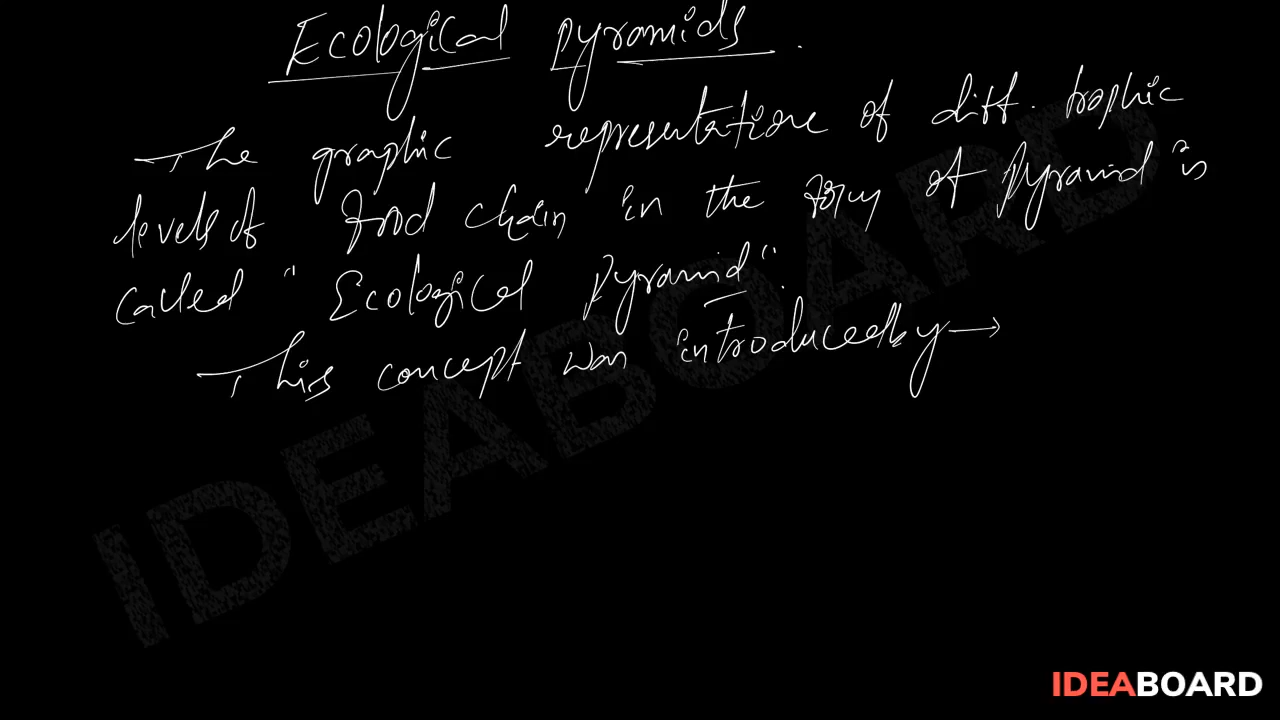 Ecological pyramids.
The graphic representation of diff. trophic
levels of food chain in the form of pyramid is
called "Ecological Pyramid".
This concept was introduced by →
IDEABOARD
IDEABOARD